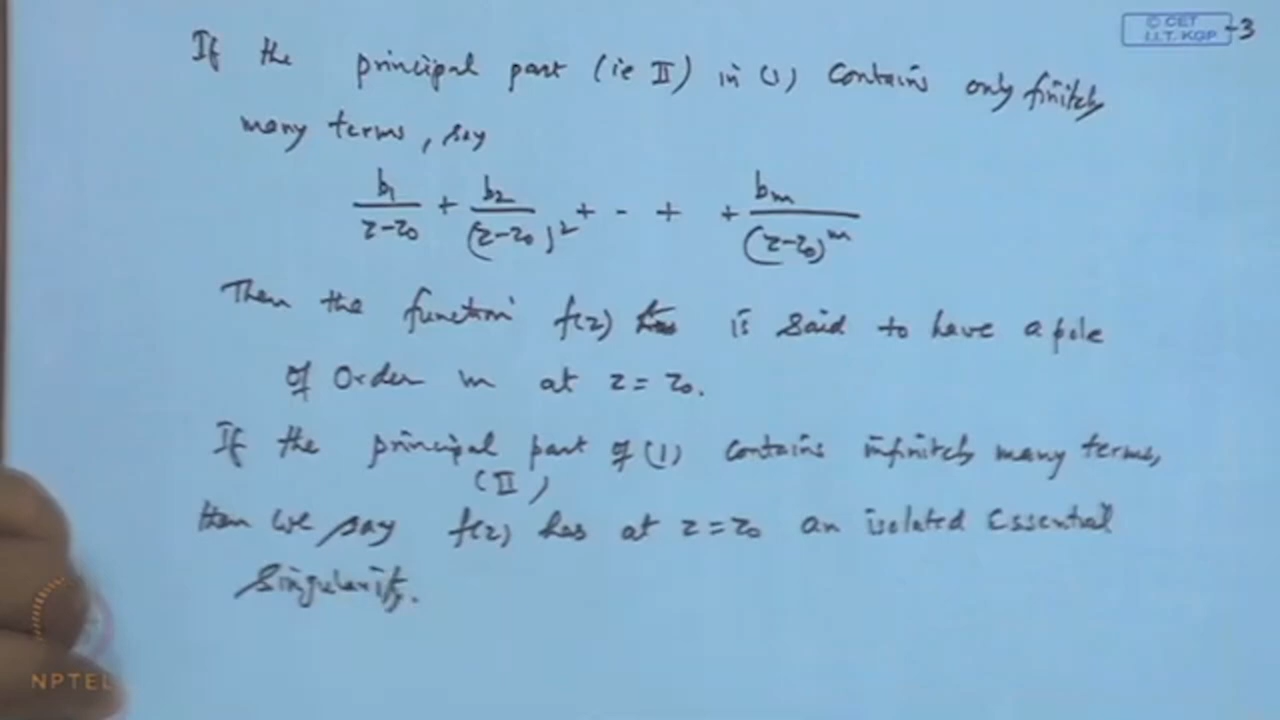 © CET
I.I.T. KGP
-3
If the principal part (ie II) in (1) contains only finitely
many terms, say
b1/(z-z0) + b2/(z-z0)^2 + - + + bm/(z-z0)^m
Then the function f(z) is said to have a pole
of order m at z = z0.
If the principal part of (1) contains infinitely many terms,
(II)
then we say f(z) has at z = z0 an isolated essential
singularity.
NPTEL